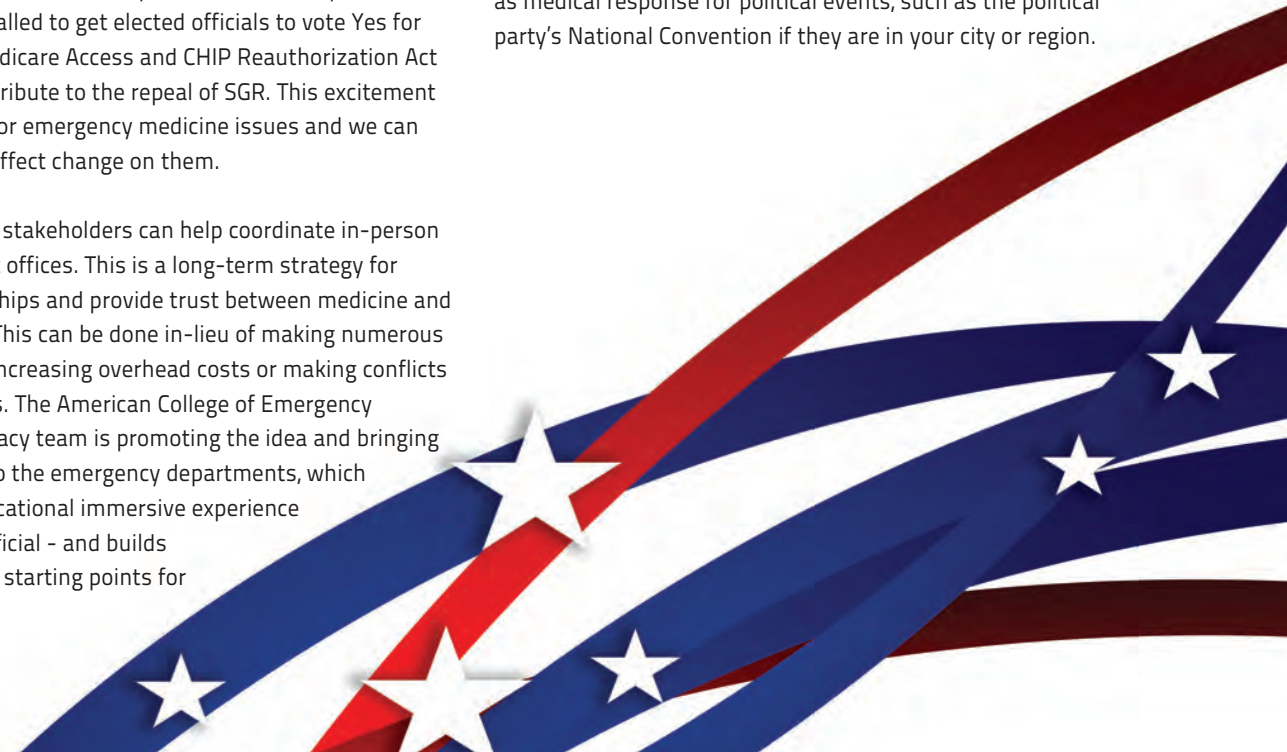 alled to get elected officials to vote Yes for
dicare Access and CHIP Reauthorization Act
ribute to the repeal of SGR. This excitement
or emergency medicine issues and we can
ffect change on them.
stakeholders can help coordinate in-person
offices. This is a long-term strategy for
hips and provide trust between medicine and
This can be done in-lieu of making numerous
ncreasing overhead costs or making conflicts
s. The American College of Emergency
acy team is promoting the idea and bringing
o the emergency departments, which
cational immersive experience
ficial - and builds
starting points for
as medical response for political events, such as the political
party's National Convention if they are in your city or region.